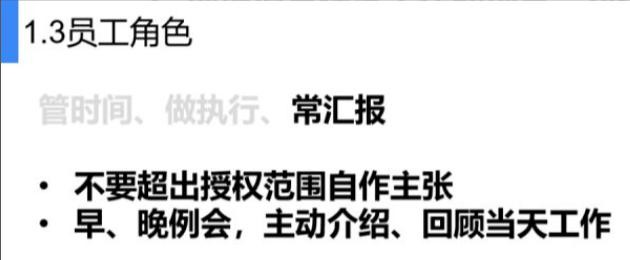 1.3员工角色
管时间、做执行、常汇报
• 不要超出授权范围自作主张
• 早、晚例会，主动介绍、回顾当天工作